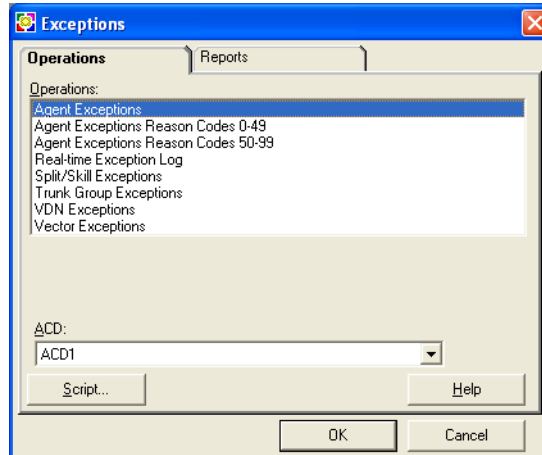 Exceptions
Operations
Reports
Operations:
Agent Exceptions
Agent Exceptions Reason Codes 0-49
Agent Exceptions Reason Codes 50-99
Real-time Exception Log
Split/Skill Exceptions
Trunk Group Exceptions
VDN Exceptions
Vector Exceptions
ACD:
ACD1
Script...
Help
OK
Cancel